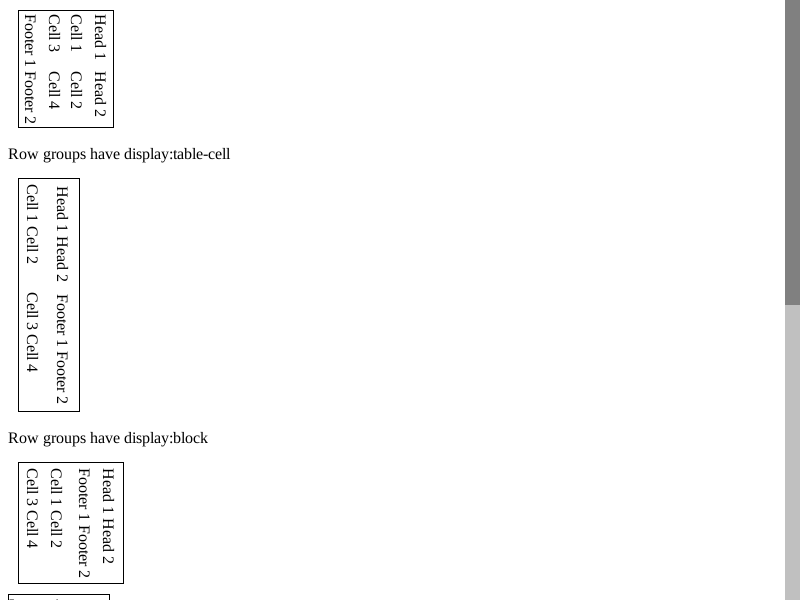 Head 1 Head 2
Cell 1 Cell 2
Cell 3 Cell 4
Footer 1 Footer 2
Row groups have display:table-cell
Head 1 Head 2 Footer 1 Footer 2
Cell 1 Cell 2 Cell 3 Cell 4
Row groups have display:block
Head 1 Head 2
Footer 1 Footer 2
Cell 1 Cell 2
Cell 3 Cell 4